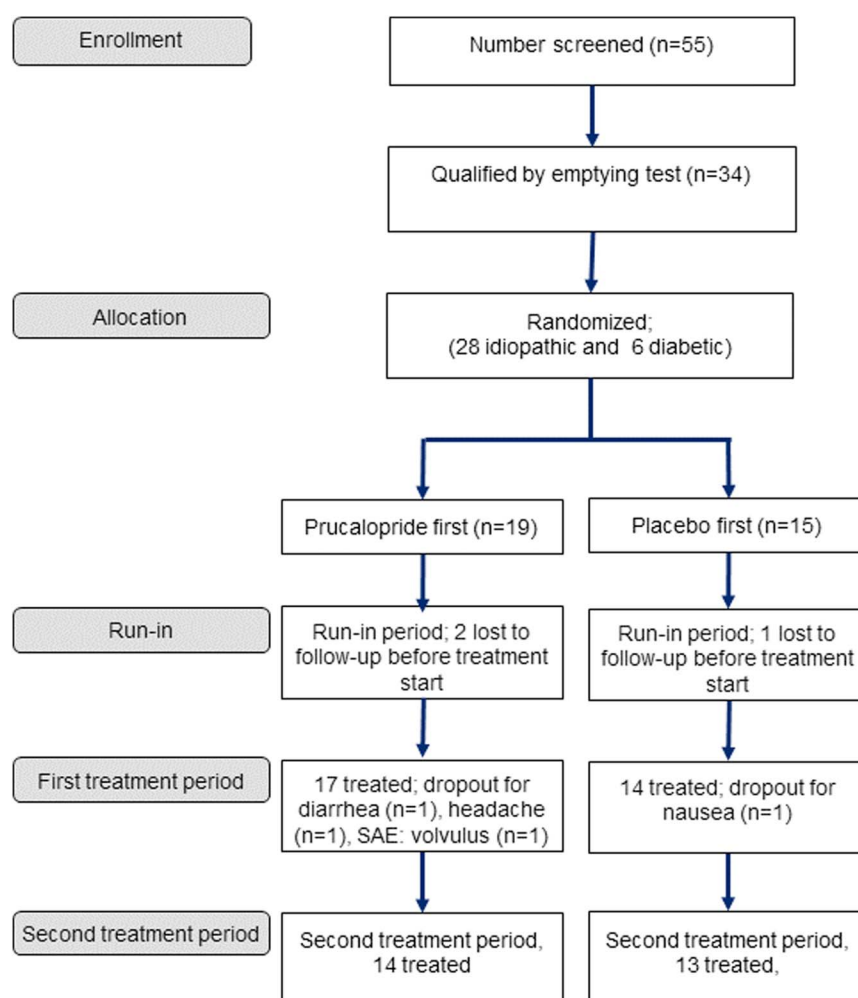 Enrollment
Number screened (n=55)
Qualified by emptying test (n=34)
Allocation
Randomized;
(28 idiopathic and 6 diabetic)
Prucalopride first (n=19)
Placebo first (n=15)
Run-in
Run-in period; 2 lost to
follow-up before treatment
start
Run-in period; 1 lost to
follow-up before treatment
start
First treatment period
17 treated; dropout for
diarrhea (n=1), headache
(n=1), SAE: volvulus (n=1)
14 treated; dropout for
nausea (n=1)
Second treatment period
Second treatment period,
14 treated
Second treatment period,
13 treated,